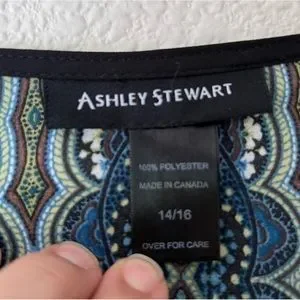 ASHLEY STEWART
100% POLYESTER
MADE IN CANADA
14/16
OVER FOR CARE